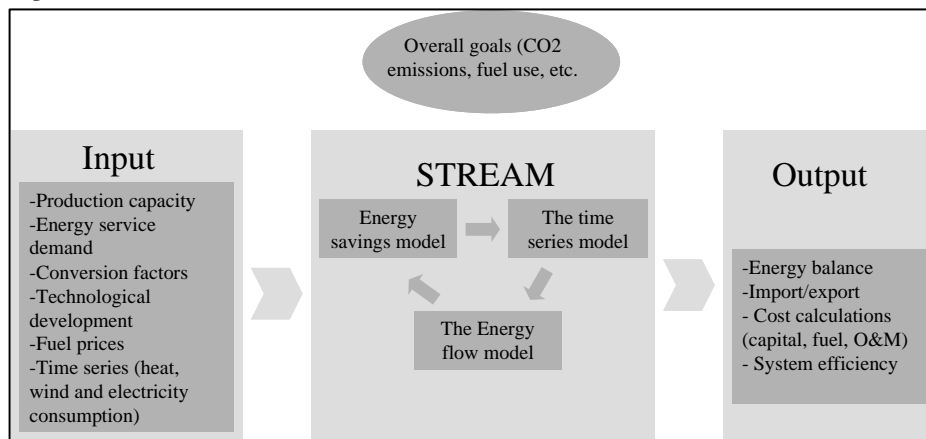 Overall goals (CO2
emissions, fuel use, etc.
Input
-Production capacity
-Energy service
demand
-Conversion factors
-Technological
development
-Fuel prices
-Time series (heat,
wind and electricity
consumption)
STREAM
Energy
savings model
The time
series model
The Energy
flow model
Output
-Energy balance
-Import/export
- Cost calculations
(capital, fuel, O&M)
- System efficiency